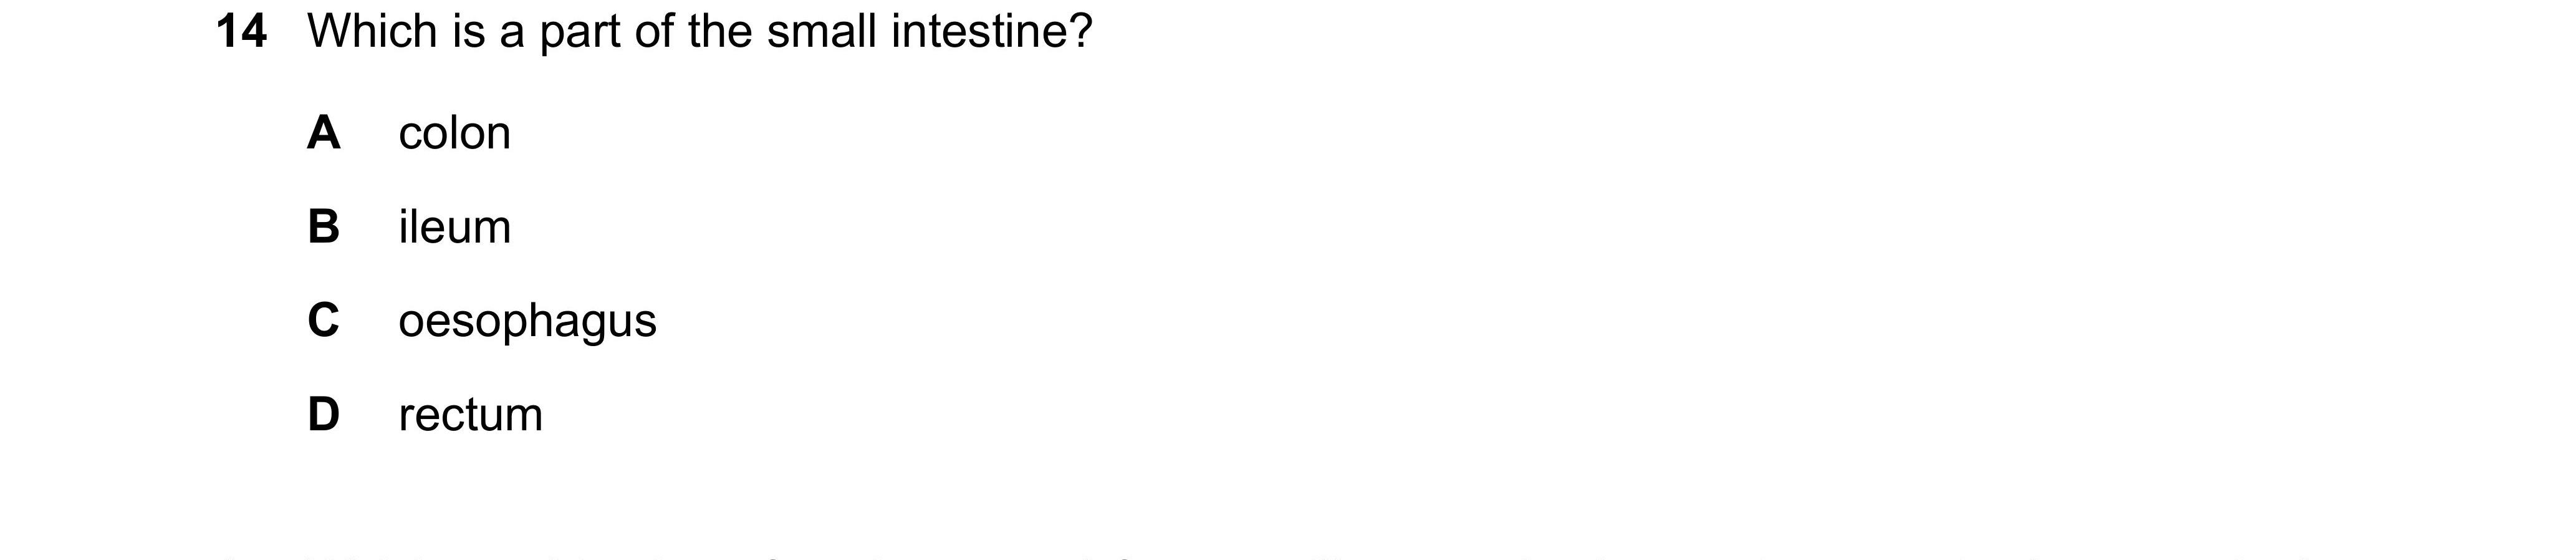 14 Which is a part of the small intestine?
A colon
B ileum
C oesophagus
D rectum